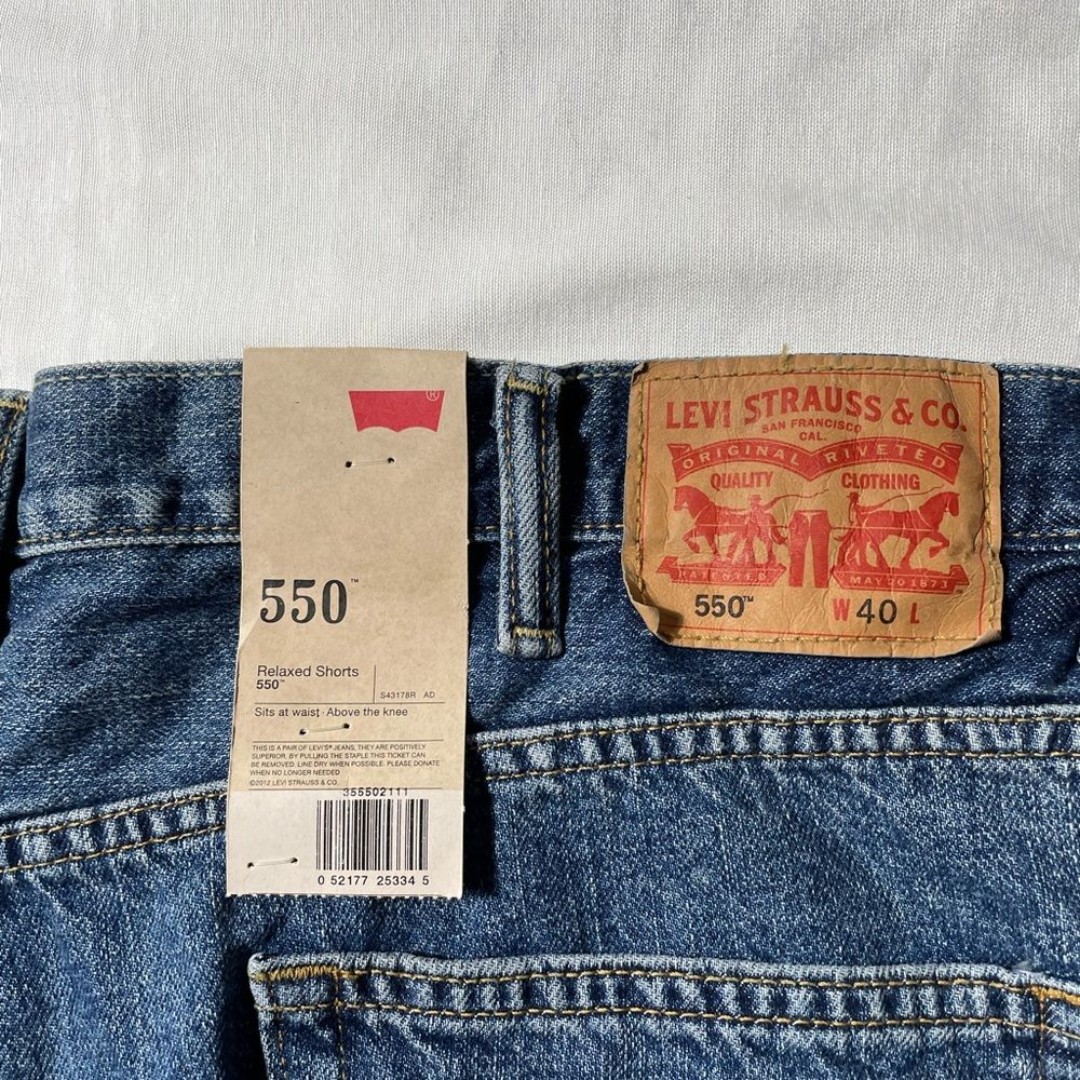 ®
550™
Relaxed Shorts
550™
S43178R AD
Sits at waist · Above the knee
THIS IS A PAIR OF LEVI'S® JEANS, THEY ARE POSITIVELY
SUPERIOR. BY PULLING THE STAPLE THIS TICKET CAN
BE REMOVED. LINE DRY WHEN POSSIBLE. PLEASE DONATE
WHEN NO LONGER NEEDED
©2012 LEVI STRAUSS & CO.
355502111
0 52177 25334 5
LEVI STRAUSS & CO.
SAN FRANCISCO
CAL.
ORIGINAL RIVETED
QUALITY CLOTHING
PATENTED MAY 20 1873
550™ W 40 L